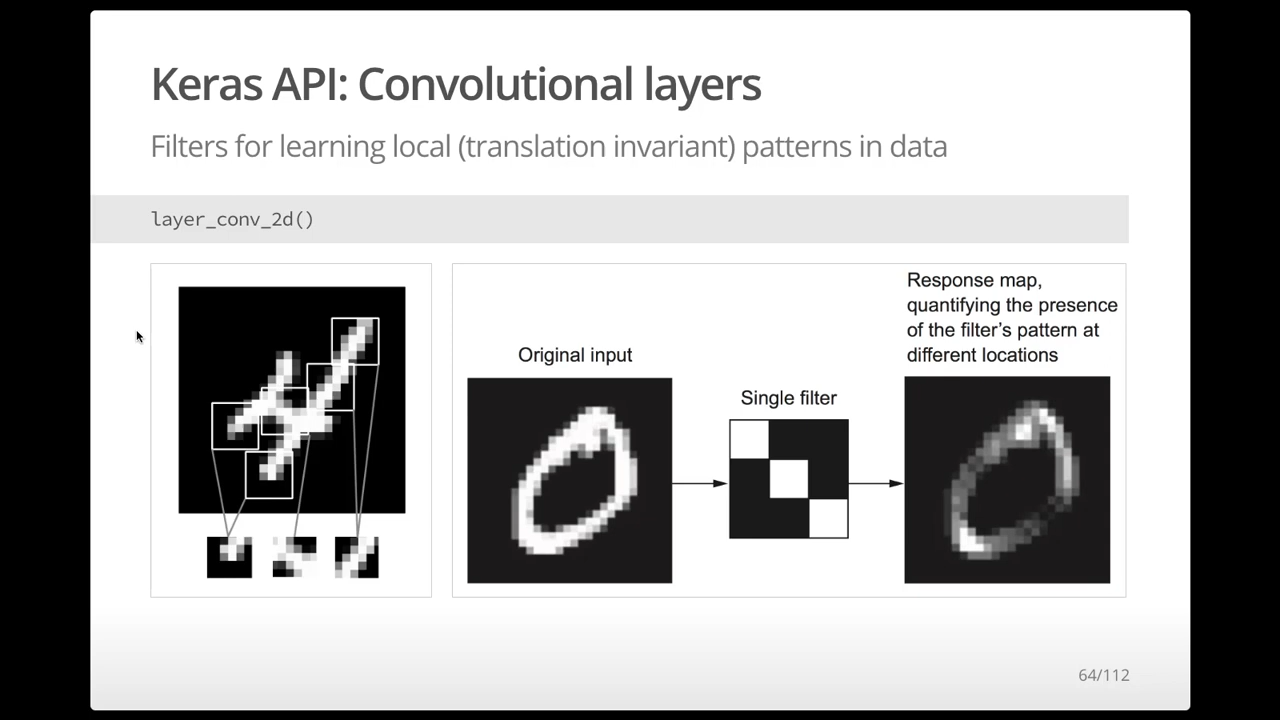 Keras API: Convolutional layers
Filters for learning local (translation invariant) patterns in data
layer_conv_2d()
Original input
Single filter
Response map,
quantifying the presence
of the filter's pattern at
different locations
64/112